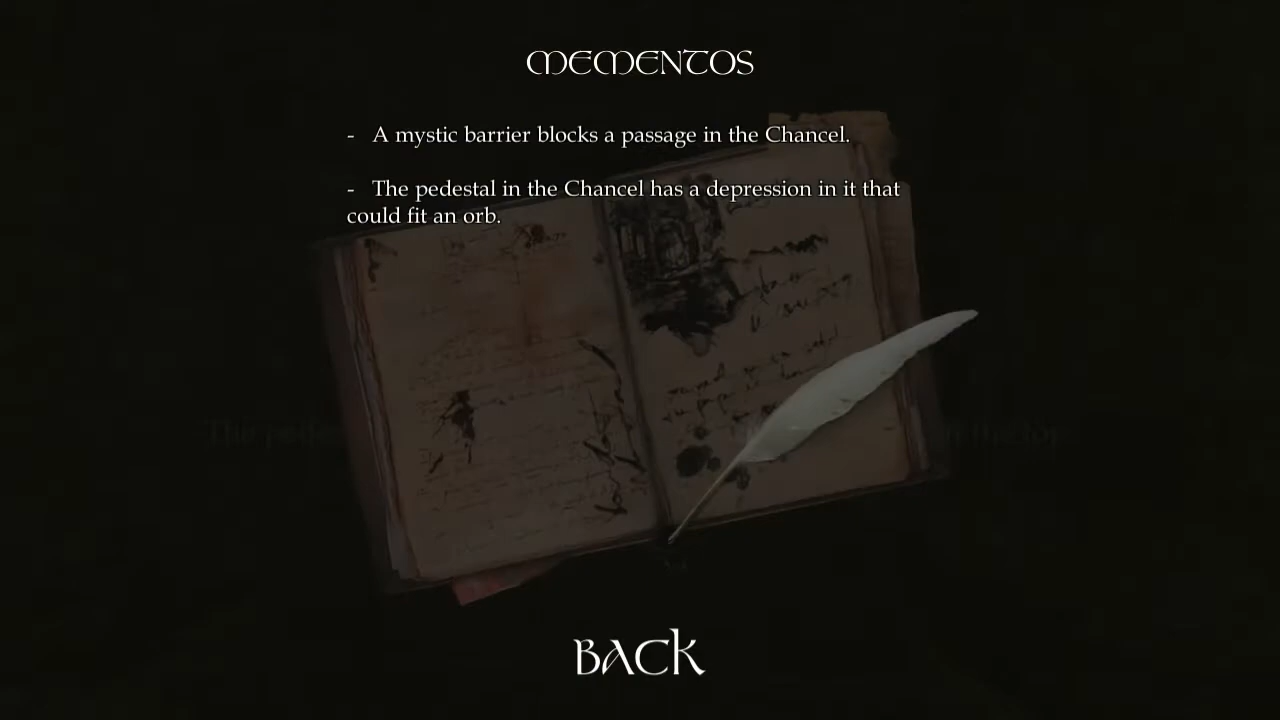 MEMENTOS
- A mystic barrier blocks a passage in the Chancel.
- The pedestal in the Chancel has a depression in it that
could fit an orb.
BACK